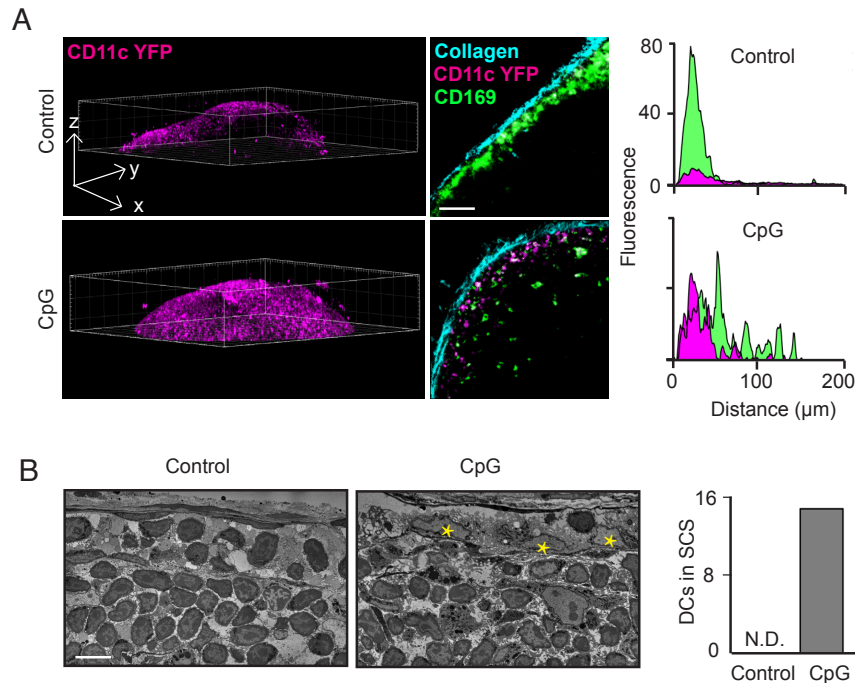 A
CD11c YFP
Control
z
y
x
Collagen
CD11c YFP
CD169
80
40
0
Control
Fluorescence
CpG
CpG
0
100
200
Distance (µm)
B
Control
CpG
16
8
0
DCs in SCS
N.D.
Control
CpG